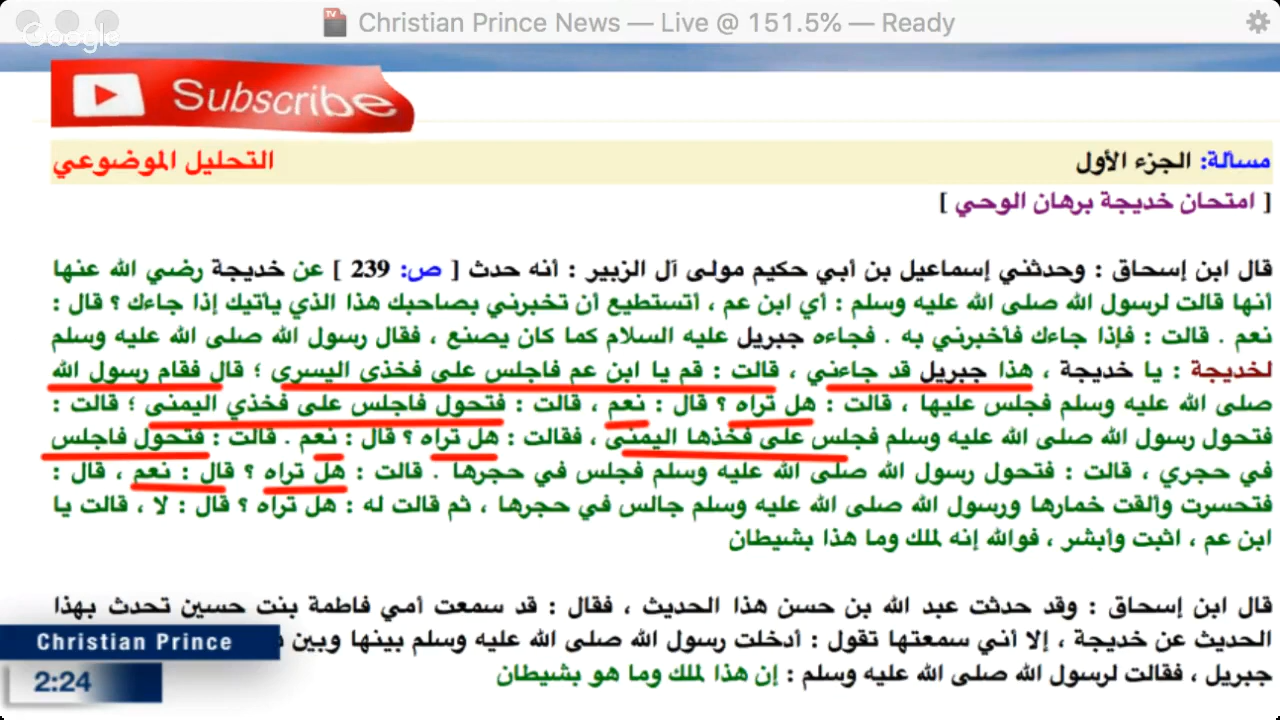 Christian Prince News — Live @ 151.5% — Ready
Google
Subscribe
مسألة: الجزء الأول
التحليل الموضوعي
[ امتحان خديجة برهان الوحي ]
قال ابن إسحاق : وحدثني إسماعيل بن أبي حكيم مولى آل الزبير : أنه حدث [ ص: 239 ] عن خديجة رضي الله عنها
أنها قالت لرسول الله صلى الله عليه وسلم : أي ابن عم ، أتستطيع أن تخبرني بصاحبك هذا الذي يأتيك إذا جاءك ؟ قال :
نعم . قالت : فإذا جاءك فأخبرني به . فجاءه جبريل عليه السلام كما كان يصنع ، فقال رسول الله صلى الله عليه وسلم
لخديجة : يا خديجة ، هذا جبريل قد جاءني ، قالت : قم يا ابن عم فاجلس على فخذي اليسرى ؛ قال فقام رسول الله
صلى الله عليه وسلم فجلس عليها ، قالت : هل تراه ؟ قال : نعم ، قالت : فتحول فاجلس على فخذي اليمنى ؛ قالت :
فتحول رسول الله صلى الله عليه وسلم فجلس على فخذها اليمنى ، فقالت : هل تراه ؟ قال : نعم . قالت : فتحول فاجلس
في حجري ، قالت : فتحول رسول الله صلى الله عليه وسلم فجلس في حجرها . قالت : هل تراه ؟ قال : نعم ، قال :
فتحسرت وألقت خمارها ورسول الله صلى الله عليه وسلم جالس في حجرها ، ثم قالت له : هل تراه ؟ قال : لا ، قالت يا
ابن عم ، اثبت وأبشر ، فوالله إنه لملك وما هذا بشيطان
قال ابن إسحاق : وقد حدثت عبد الله بن حسن هذا الحديث ، فقال : قد سمعت أمي فاطمة بنت حسين تحدث بهذا
الحديث عن خديجة ، إلا أني سمعتها تقول : أدخلت رسول الله صلى الله عليه وسلم بينها وبين
جبريل ، فقالت لرسول الله صلى الله عليه وسلم : إن هذا لملك وما هو بشيطان
Christian Prince
2:24